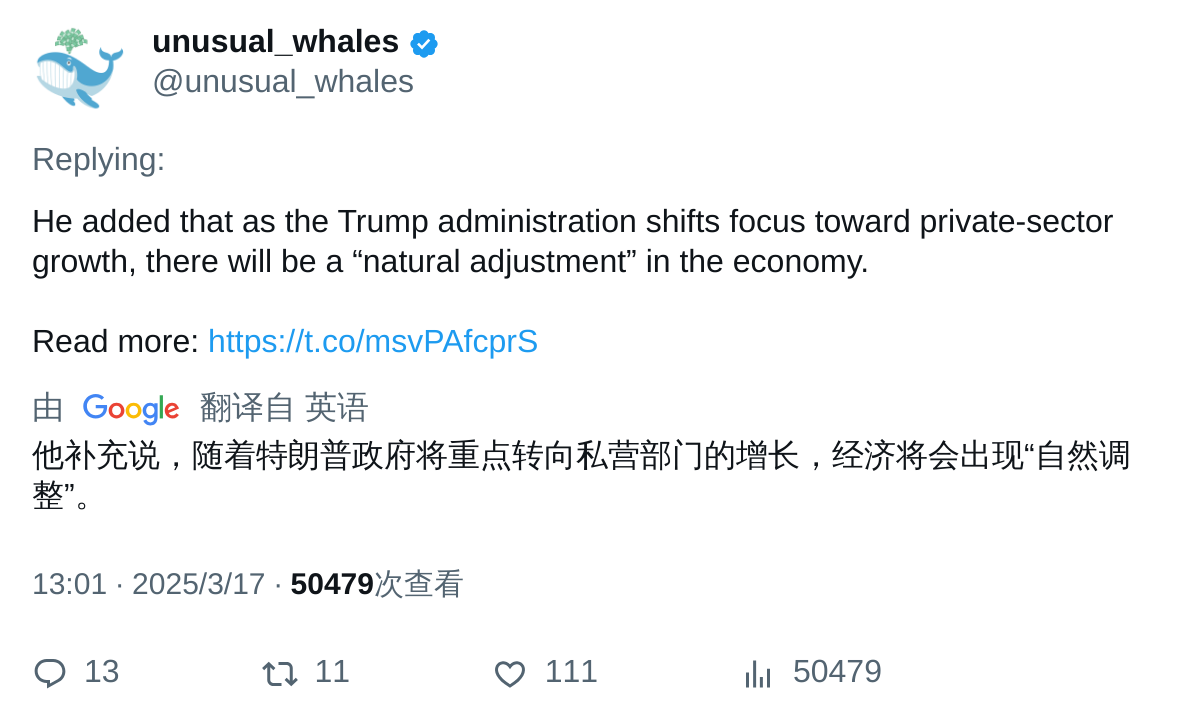 unusual_whales
@unusual_whales
Replying:
He added that as the Trump administration shifts focus toward private-sector
growth, there will be a “natural adjustment” in the economy.
Read more: https://t.co/msvPAfcprS
由 Google 翻译自 英语
他补充说，随着特朗普政府将重点转向私营部门的增长，经济将会出现“自然调
整”。
13:01 · 2025/3/17 · 50479次查看
13 11 111 50479